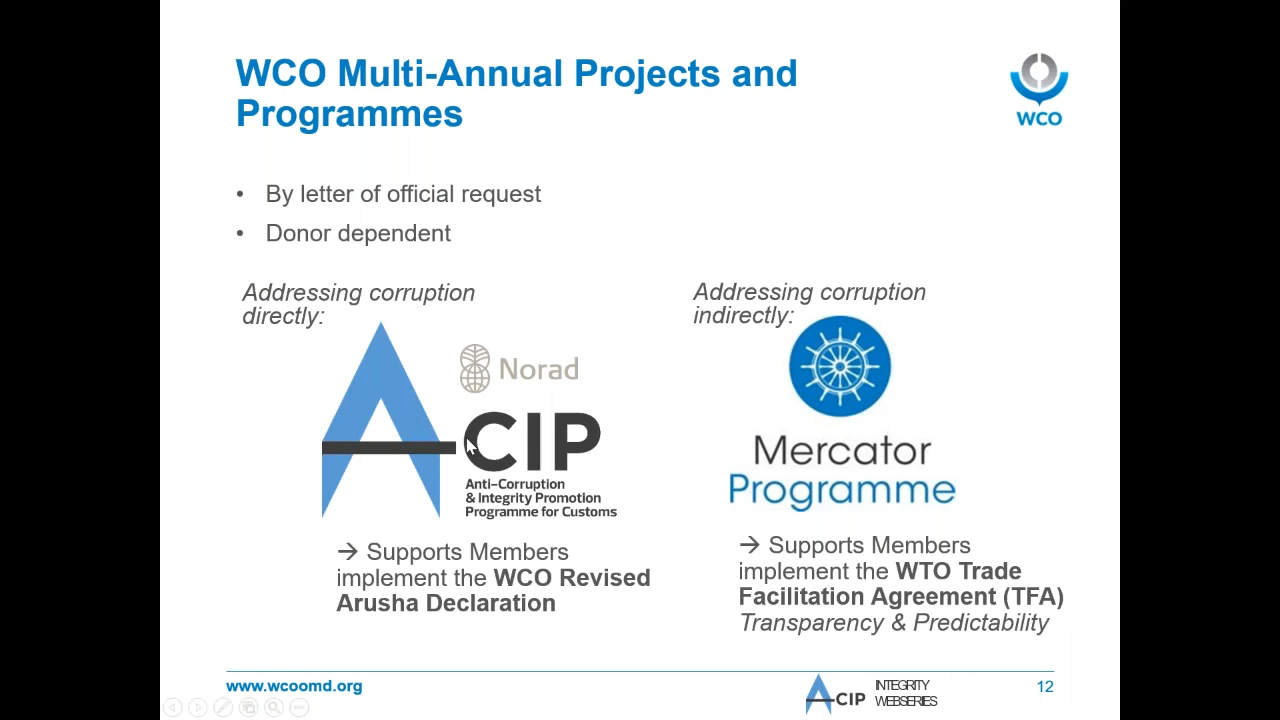 WCO Multi-Annual Projects and
Programmes
WCO
• By letter of official request
• Donor dependent
Addressing corruption
directly:
Norad
ACIP
Anti-Corruption
& Integrity Promotion
Programme for Customs
→ Supports Members
implement the WCO Revised
Arusha Declaration
Addressing corruption
indirectly:
Mercator
Programme
→ Supports Members
implement the WTO Trade
Facilitation Agreement (TFA)
Transparency & Predictability
www.wcoomd.org
ACIP
INTEGRITY
WEBSERIES
12